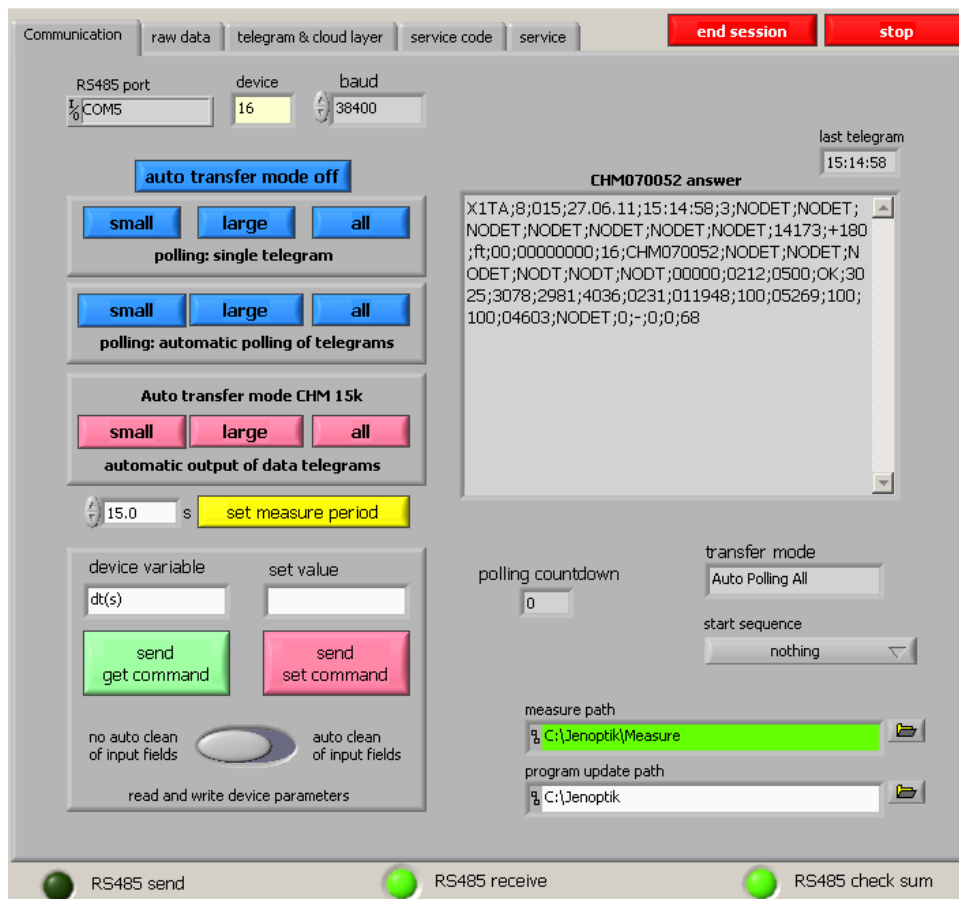 Communication raw data telegram & cloud layer service code service end session stop
RS485 port device baud
I/O COM5 16 38400
last telegram
15:14:58
auto transfer mode off
CHM070052 answer
small large all
polling: single telegram
small large all
polling: automatic polling of telegrams
Auto transfer mode CHM 15k
small large all
automatic output of data telegrams
15.0 s set measure period
X1TA;8;015;27.06.11;15:14:58;3;NODET;NODET;
NODET;NODET;NODET;NODET;NODET;14173;+180
;ft;00;00000000;16;CHM070052;NODET;NODET;N
ODET;NODT;NODT;NODT;00000;0212;0500;OK;30
25;3078;2981;4036;0231;011948;100;05269;100;
100;04603;NODET;0;-;0;0;68
device variable set value
dt(s)
send
get command
send
set command
no auto clean
of input fields
auto clean
of input fields
read and write device parameters
polling countdown
0
transfer mode
Auto Polling All
start sequence
nothing
measure path
C:\Jenoptik\Measure
program update path
C:\Jenoptik
RS485 send RS485 receive RS485 check sum